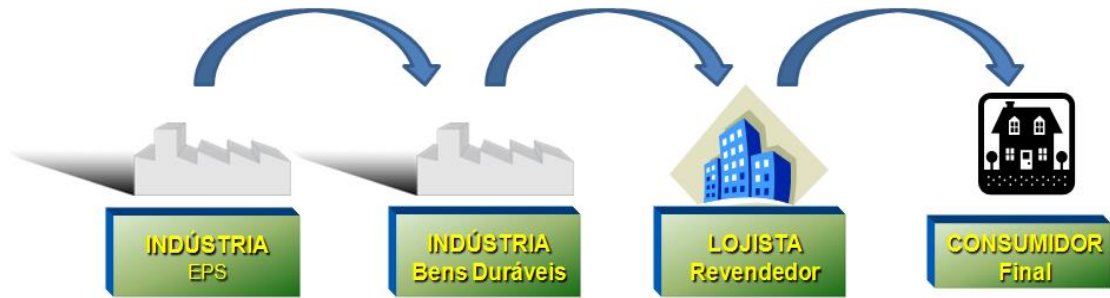 INDÚSTRIA
EPS
INDÚSTRIA
Bens Duráveis
LOJISTA
Revendedor
CONSUMIDOR
Final